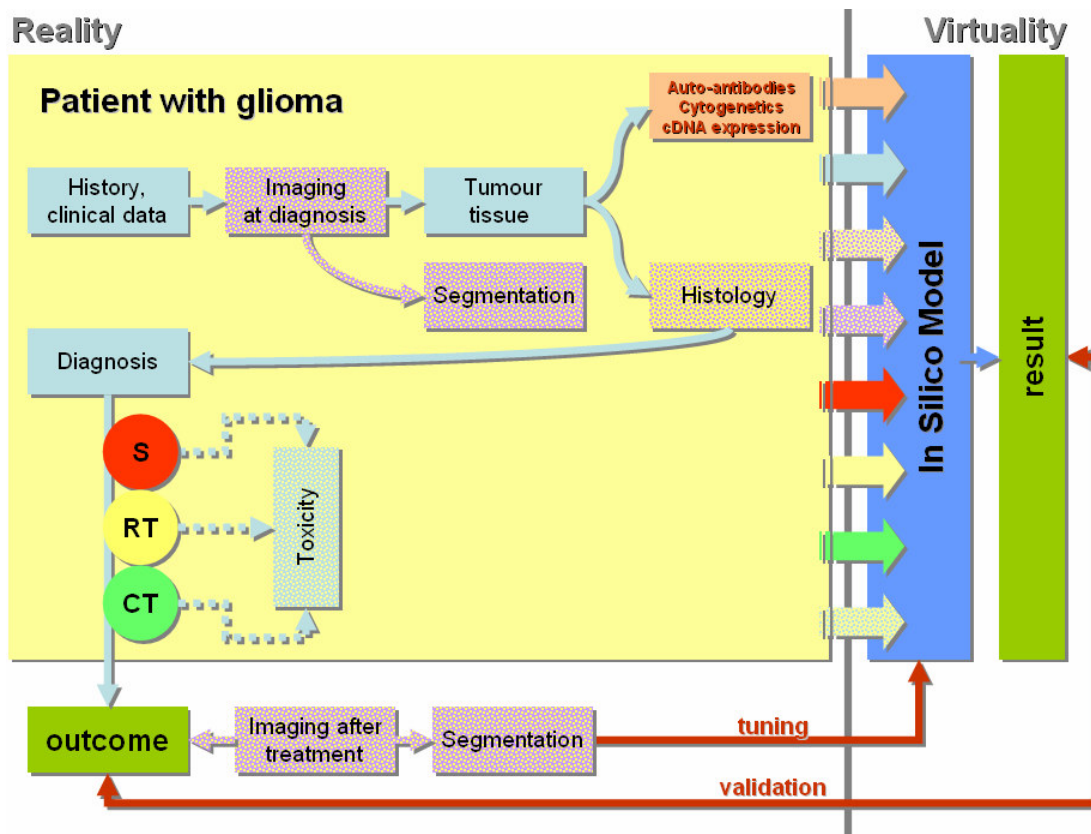 Reality
Virtuality
Patient with glioma
Auto-antibodies
Cytogenetics
cDNA expression
History,
clinical data
Imaging
at diagnosis
Tumour
tissue
Segmentation
Histology
Diagnosis
S
RT
CT
Toxicity
In Silico Model
result
outcome
Imaging after
treatment
Segmentation
tuning
validation